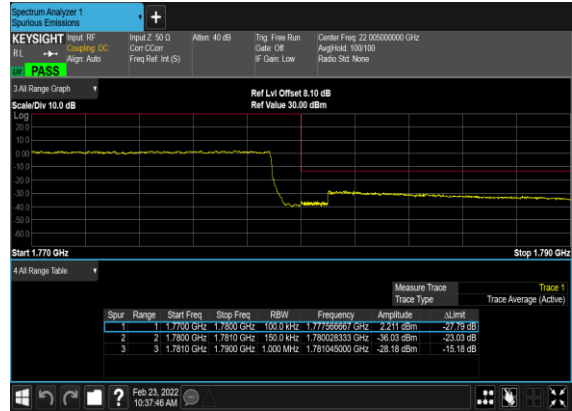 Spectrum Analyzer 1
Spurious Emissions
KEYSIGHT Input: RF Input Z: 50 Ω Atten: 40 dB Trig: Free Run Center Freq: 22.005000000 GHz
RL Coupling: DC Corr CCorr Gate: Off Avg|Hold: 100/100
Align: Auto Freq Ref: Int (S) IF Gain: Low Radio Std: None
PASS
3 All Range Graph Ref Lvl Offset 8.10 dB
Scale/Div 10.0 dB Ref Value 30.00 dBm
Log
20.0
10.0
0.00
-10.0
-20.0
-30.0
-40.0
-50.0
-60.0
Start 1.770 GHz Stop 1.790 GHz
4 All Range Table
Measure Trace Trace 1
Trace Type Trace Average (Active)
Spur Range Start Freq Stop Freq RBW Frequency Amplitude ΔLimit
1 1 1.7700 GHz 1.7800 GHz 100.0 kHz 1.777566667 GHz 2.211 dBm -27.79 dB
2 2 1.7800 GHz 1.7810 GHz 150.0 kHz 1.780028333 GHz -36.03 dBm -23.03 dB
3 3 1.7810 GHz 1.7900 GHz 1.000 MHz 1.781045000 GHz -28.18 dBm -15.18 dB
? Feb 23, 2022
10:37:46 AM